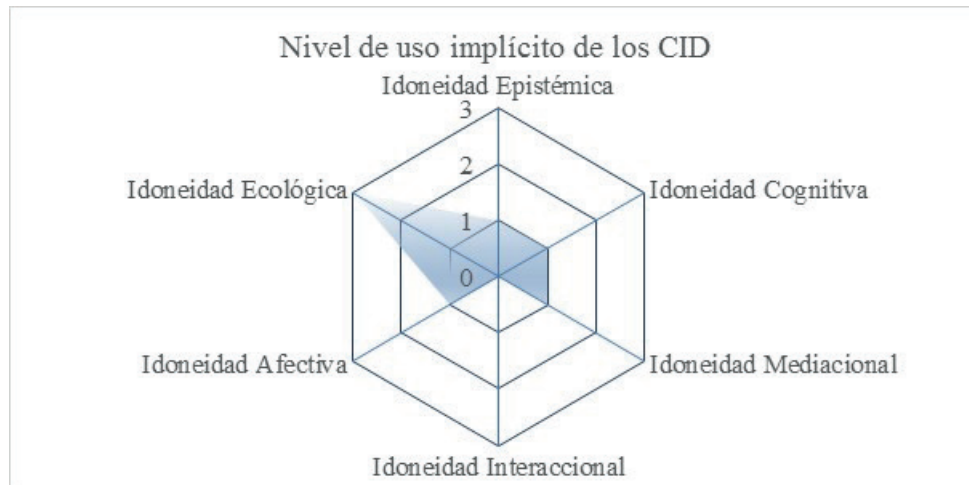 Nivel de uso implícito de los CID
Idoneidad Epistémica
3
Idoneidad Ecológica
2
Idoneidad Cognitiva
1
0
Idoneidad Afectiva
Idoneidad Mediacional
Idoneidad Interaccional